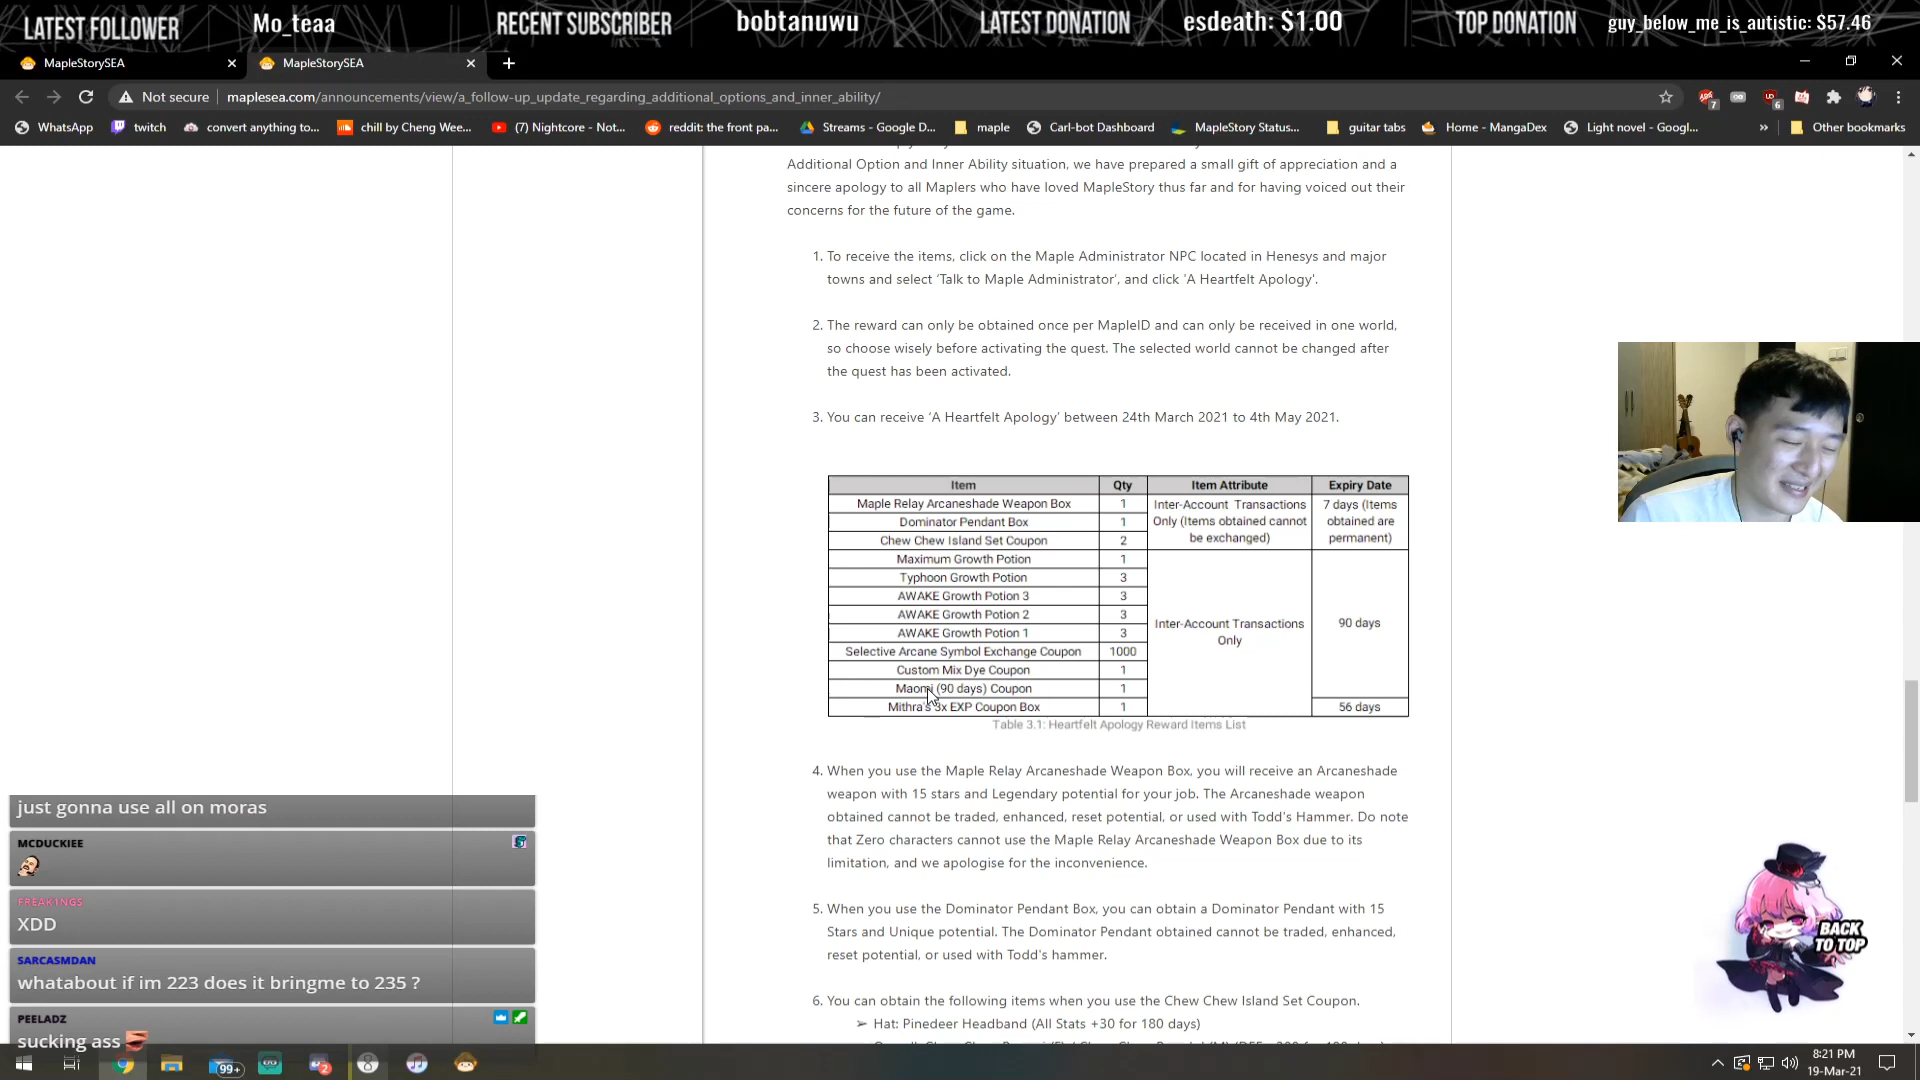 LATEST FOLLOWER Mo_teaa RECENT SUBSCRIBER bobtanuwu LATEST DONATION esdeath: $1.00 TOP DONATION guy_below_me_is_autistic: $57.46
MapleStorySEA MapleStorySEA
Not secure maplesea.com/announcements/view/a_follow-up_update_regarding_additional_options_and_inner_ability/
WhatsApp twitch convert anything to... chill by Cheng Wee... (7) Nightcore - Not... reddit: the front pa... Streams - Google D... maple Carl-bot Dashboard MapleStory Status... guitar tabs Home - MangaDex Light novel - Googl... » Other bookmarks
Additional Option and Inner Ability situation, we have prepared a small gift of appreciation and a
sincere apology to all Maplers who have loved MapleStory thus far and for having voiced out their
concerns for the future of the game.
1. To receive the items, click on the Maple Administrator NPC located in Henesys and major
towns and select ‘Talk to Maple Administrator’, and click 'A Heartfelt Apology'.
2. The reward can only be obtained once per MapleID and can only be received in one world,
so choose wisely before activating the quest. The selected world cannot be changed after
the quest has been activated.
3. You can receive ‘A Heartfelt Apology’ between 24th March 2021 to 4th May 2021.
Item Qty Item Attribute Expiry Date
Maple Relay Arcaneshade Weapon Box 1 Inter-Account Transactions 7 days (Items
Dominator Pendant Box 1 Only (Items obtained cannot obtained are
Chew Chew Island Set Coupon 2 be exchanged) permanent)
Maximum Growth Potion 1
Typhoon Growth Potion 3
AWAKE Growth Potion 3 3
AWAKE Growth Potion 2 3 Inter-Account Transactions 90 days
AWAKE Growth Potion 1 3 Only
Selective Arcane Symbol Exchange Coupon 1000
Custom Mix Dye Coupon 1
Maomi (90 days) Coupon 1
Mithra's 3x EXP Coupon Box 1 56 days
Table 3.1: Heartfelt Apology Reward Items List
4. When you use the Maple Relay Arcaneshade Weapon Box, you will receive an Arcaneshade
weapon with 15 stars and Legendary potential for your job. The Arcaneshade weapon
obtained cannot be traded, enhanced, reset potential, or used with Todd's Hammer. Do note
that Zero characters cannot use the Maple Relay Arcaneshade Weapon Box due to its
limitation, and we apologise for the inconvenience.
5. When you use the Dominator Pendant Box, you can obtain a Dominator Pendant with 15
Stars and Unique potential. The Dominator Pendant obtained cannot be traded, enhanced,
reset potential, or used with Todd's hammer.
6. You can obtain the following items when you use the Chew Chew Island Set Coupon.
➢ Hat: Pinedeer Headband (All Stats +30 for 180 days)
just gonna use all on moras
MCDUCKIEE
FREAK1NGS
XDD
SARCASMDAN
whatabout if im 223 does it bringme to 235 ?
PEELADZ
sucking ass
BACK
TO TOP
99+ 2
8:21 PM
19-Mar-21